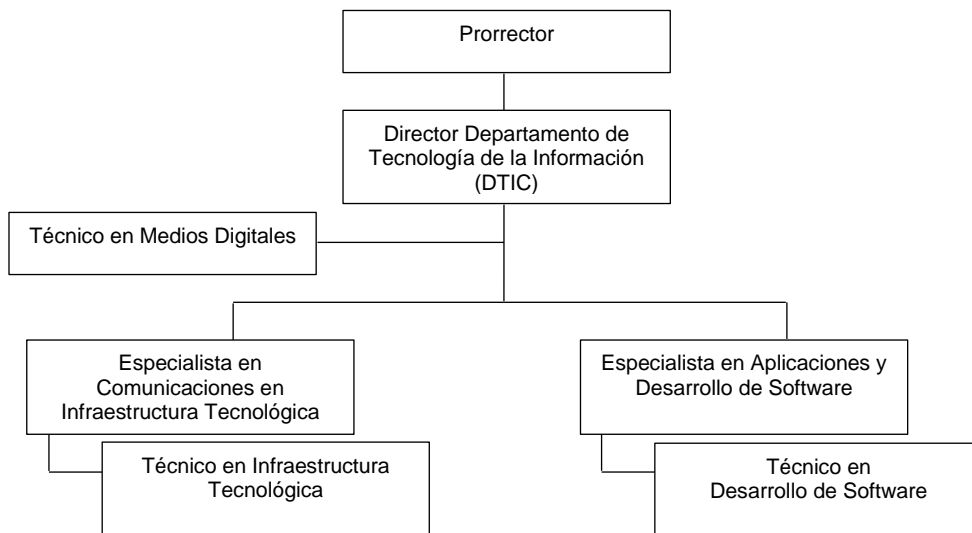 Prorrector
Director Departamento de
Tecnología de la Información
(DTIC)
Técnico en Medios Digitales
Especialista en
Comunicaciones en
Infraestructura Tecnológica
Especialista en Aplicaciones y
Desarrollo de Software
Técnico en Infraestructura
Tecnológica
Técnico en
Desarrollo de Software